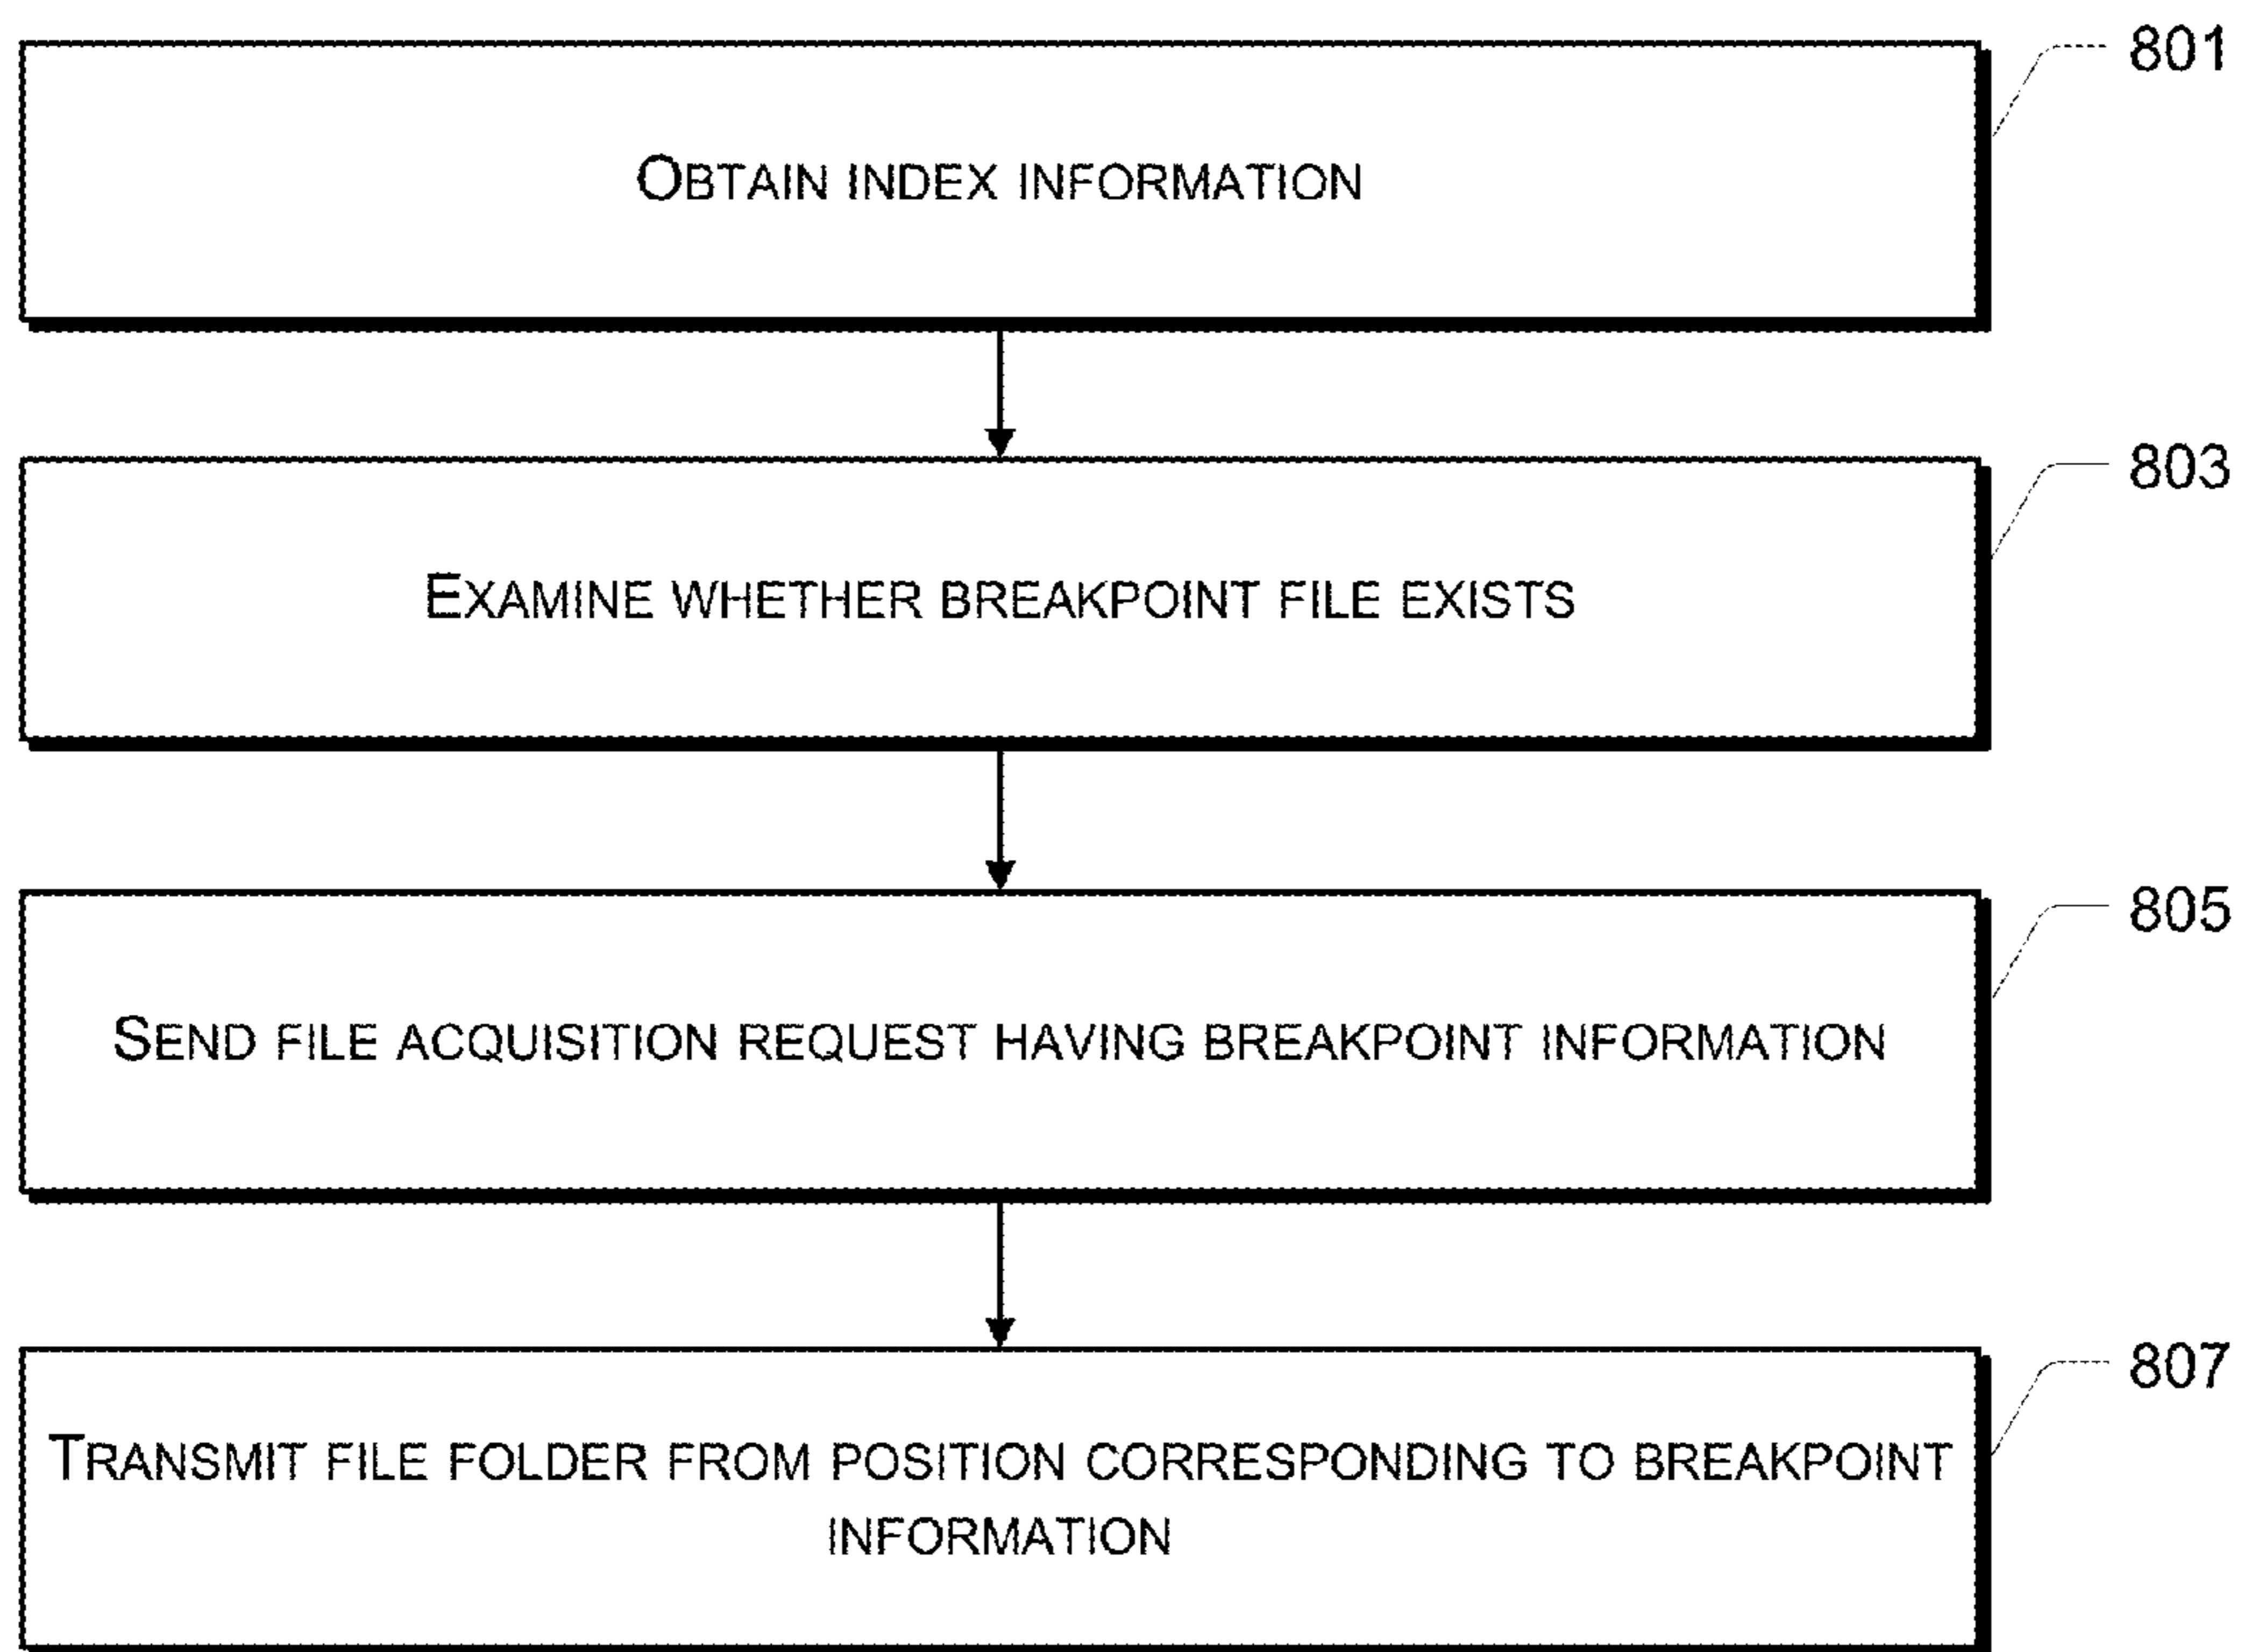 801
OBTAIN INDEX INFORMATION
803
EXAMINE WHETHER BREAKPOINT FILE EXISTS
805
SEND FILE ACQUISITION REQUEST HAVING BREAKPOINT INFORMATION
807
TRANSMIT FILE FOLDER FROM POSITION CORRESPONDING TO BREAKPOINT
INFORMATION